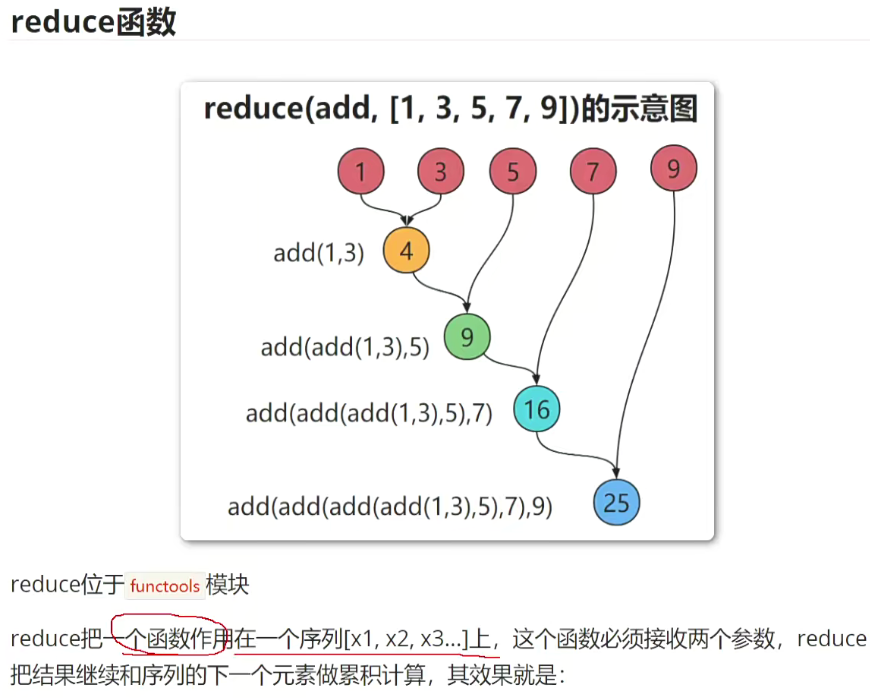 reduce函数
reduce(add, [1, 3, 5, 7, 9])的示意图
1 3 5 7 9
add(1,3) 4
add(add(1,3),5) 9
add(add(add(1,3),5),7) 16
add(add(add(add(1,3),5),7),9) 25
reduce位于functools模块
reduce把一个函数作用在一个序列[x1, x2, x3...]上，这个函数必须接收两个参数，reduce
把结果继续和序列的下一个元素做累积计算，其效果就是：